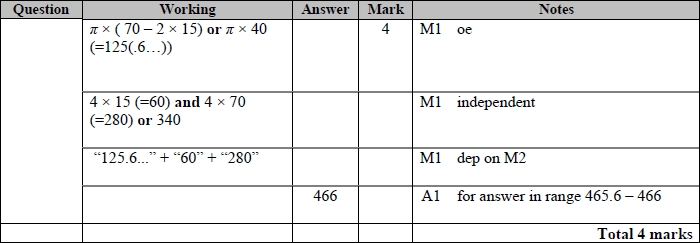 Question Working Answer Mark Notes
π × ( 70 – 2 × 15) or π × 40 4 M1 oe
(=125(.6…))
4 × 15 (=60) and 4 × 70 M1 independent
(=280) or 340
“125.6...” + “60” + “280” M1 dep on M2
466 A1 for answer in range 465.6 – 466
Total 4 marks